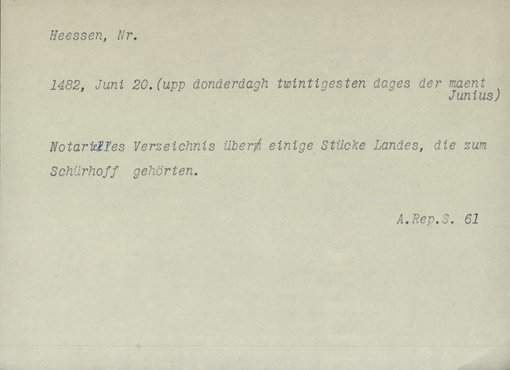 Heessen, Nr.
1482, Juni 20.(upp donderdagh twintigesten dages der maent
Junius)
Notarielles Verzeichnis über einige Stücke Landes, die zum
Schürhoff gehörten.
A.Rep.S. 61